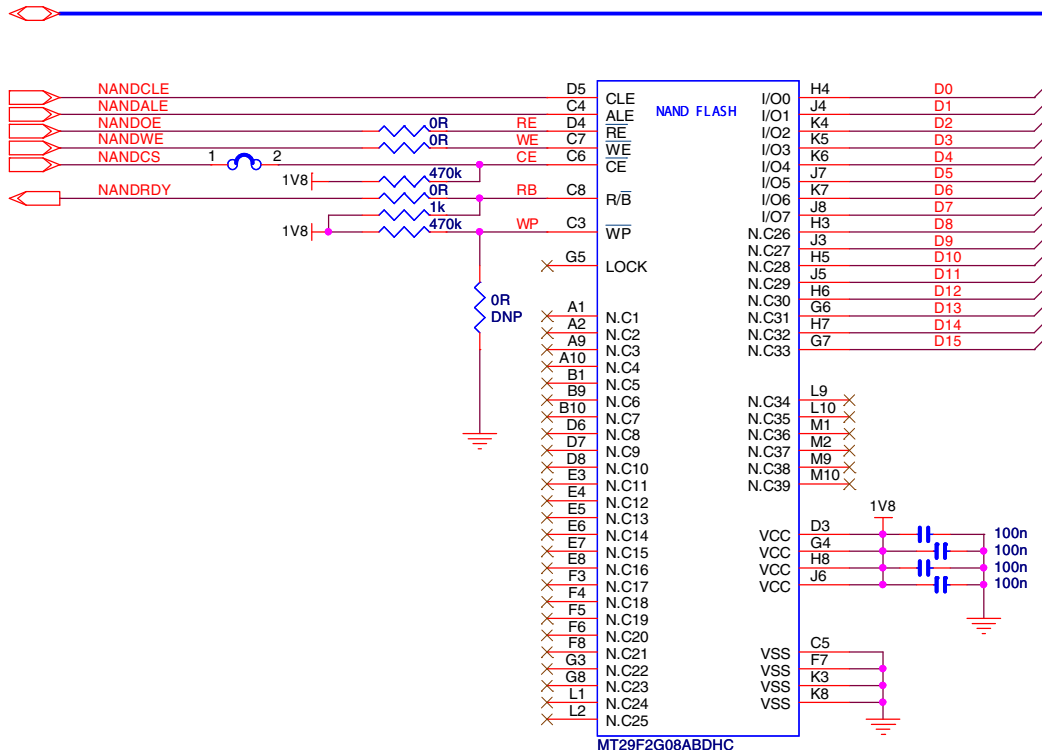 NANDCLE D5 CLE NAND FLASH I/O0 H4 D0
NANDALE C4 ALE I/O1 J4 D1
NANDOE 0R RE D4 RE I/O2 K4 D2
NANDWE 0R WE C7 WE I/O3 K5 D3
NANDCS 1 2 CE C6 CE I/O4 K6 D4
1V8 470k I/O5 J7 D5
NANDRDY 0R RB C8 R/B I/O6 K7 D6
1k I/O7 J8 D7
1V8 470k WP C3 WP N.C26 H3 D8
N.C27 J3 D9
G5 LOCK N.C28 H5 D10
N.C29 J5 D11
0R N.C30 H6 D12
DNP A1 N.C1 N.C31 G6 D13
A2 N.C2 N.C32 H7 D14
A9 N.C3 N.C33 G7 D15
A10 N.C4
B1 N.C5
B9 N.C6 N.C34 L9
B10 N.C7 N.C35 L10
D6 N.C8 N.C36 M1
D7 N.C9 N.C37 M2
D8 N.C10 N.C38 M9
E3 N.C11 N.C39 M10
E4 N.C12 1V8
E5 N.C13
E6 N.C14 VCC D3 100n
E7 N.C15 VCC G4 100n
E8 N.C16 VCC H8 100n
F3 N.C17 VCC J6 100n
F4 N.C18
F5 N.C19
F6 N.C20
F8 N.C21 VSS C5
G3 N.C22 VSS F7
G8 N.C23 VSS K3
L1 N.C24 VSS K8
L2 N.C25
MT29F2G08ABDHC